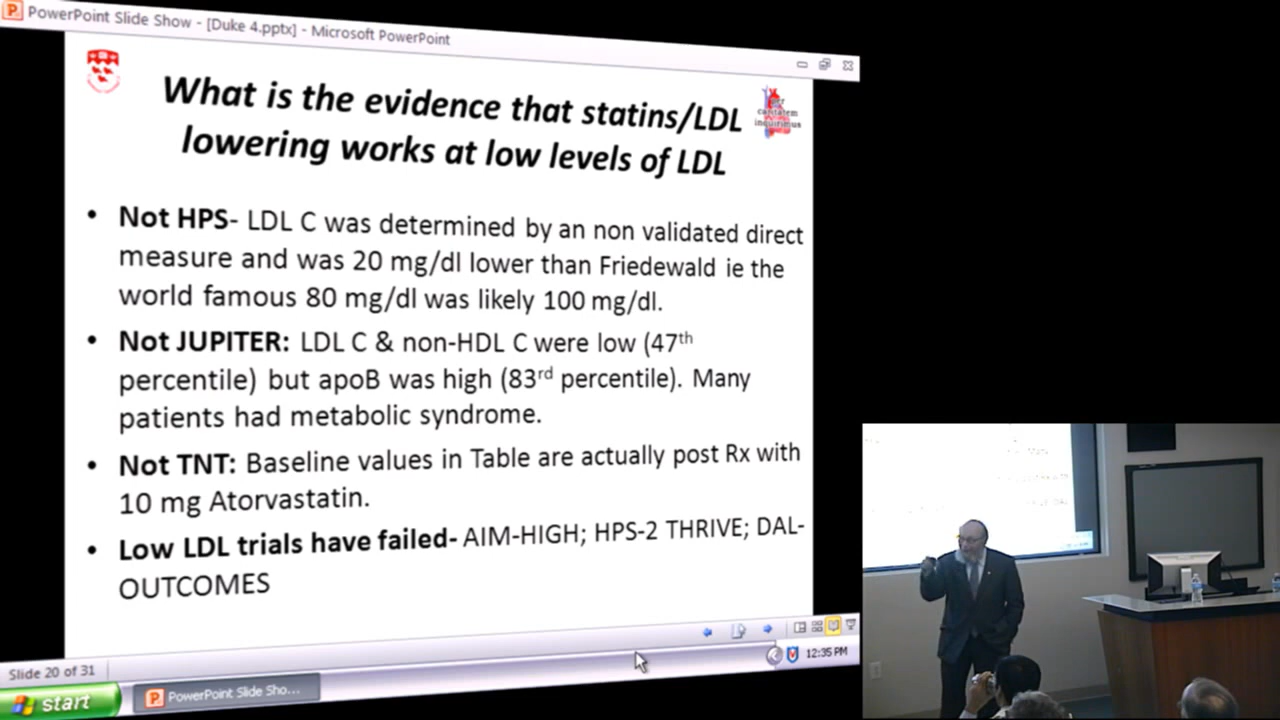 PowerPoint Slide Show - [Duke 4.pptx] - Microsoft PowerPoint
What is the evidence that statins/LDL
lowering works at low levels of LDL
per
caritatem
inquirimus
• Not HPS- LDL C was determined by an non validated direct
measure and was 20 mg/dl lower than Friedewald ie the
world famous 80 mg/dl was likely 100 mg/dl.
• Not JUPITER: LDL C & non-HDL C were low (47th
percentile) but apoB was high (83rd percentile). Many
patients had metabolic syndrome.
• Not TNT: Baseline values in Table are actually post Rx with
10 mg Atorvastatin.
• Low LDL trials have failed- AIM-HIGH; HPS-2 THRIVE; DAL-
OUTCOMES
Slide 20 of 31
start
PowerPoint Slide Sho...
12:35 PM